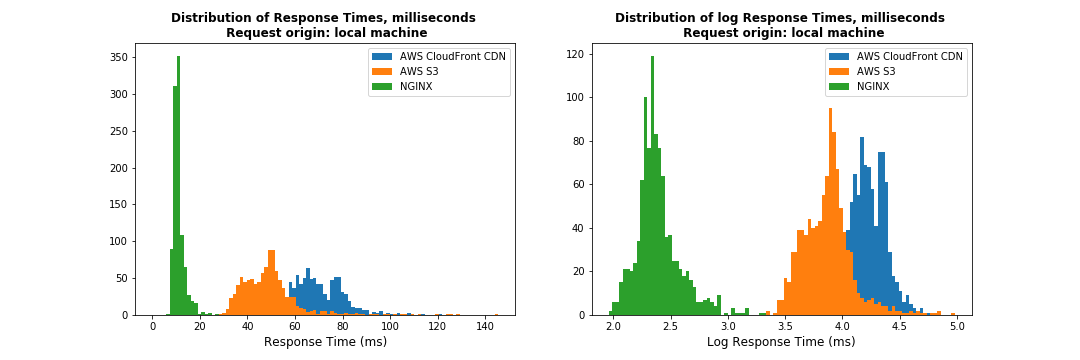 Distribution of Response Times, milliseconds
Request origin: local machine
350
300
250
200
150
100
50
0
AWS CloudFront CDN
AWS S3
NGINX
0 20 40 60 80 100 120 140
Response Time (ms)
Distribution of log Response Times, milliseconds
Request origin: local machine
120
100
80
60
40
20
0
AWS CloudFront CDN
AWS S3
NGINX
2.0 2.5 3.0 3.5 4.0 4.5 5.0
Log Response Time (ms)